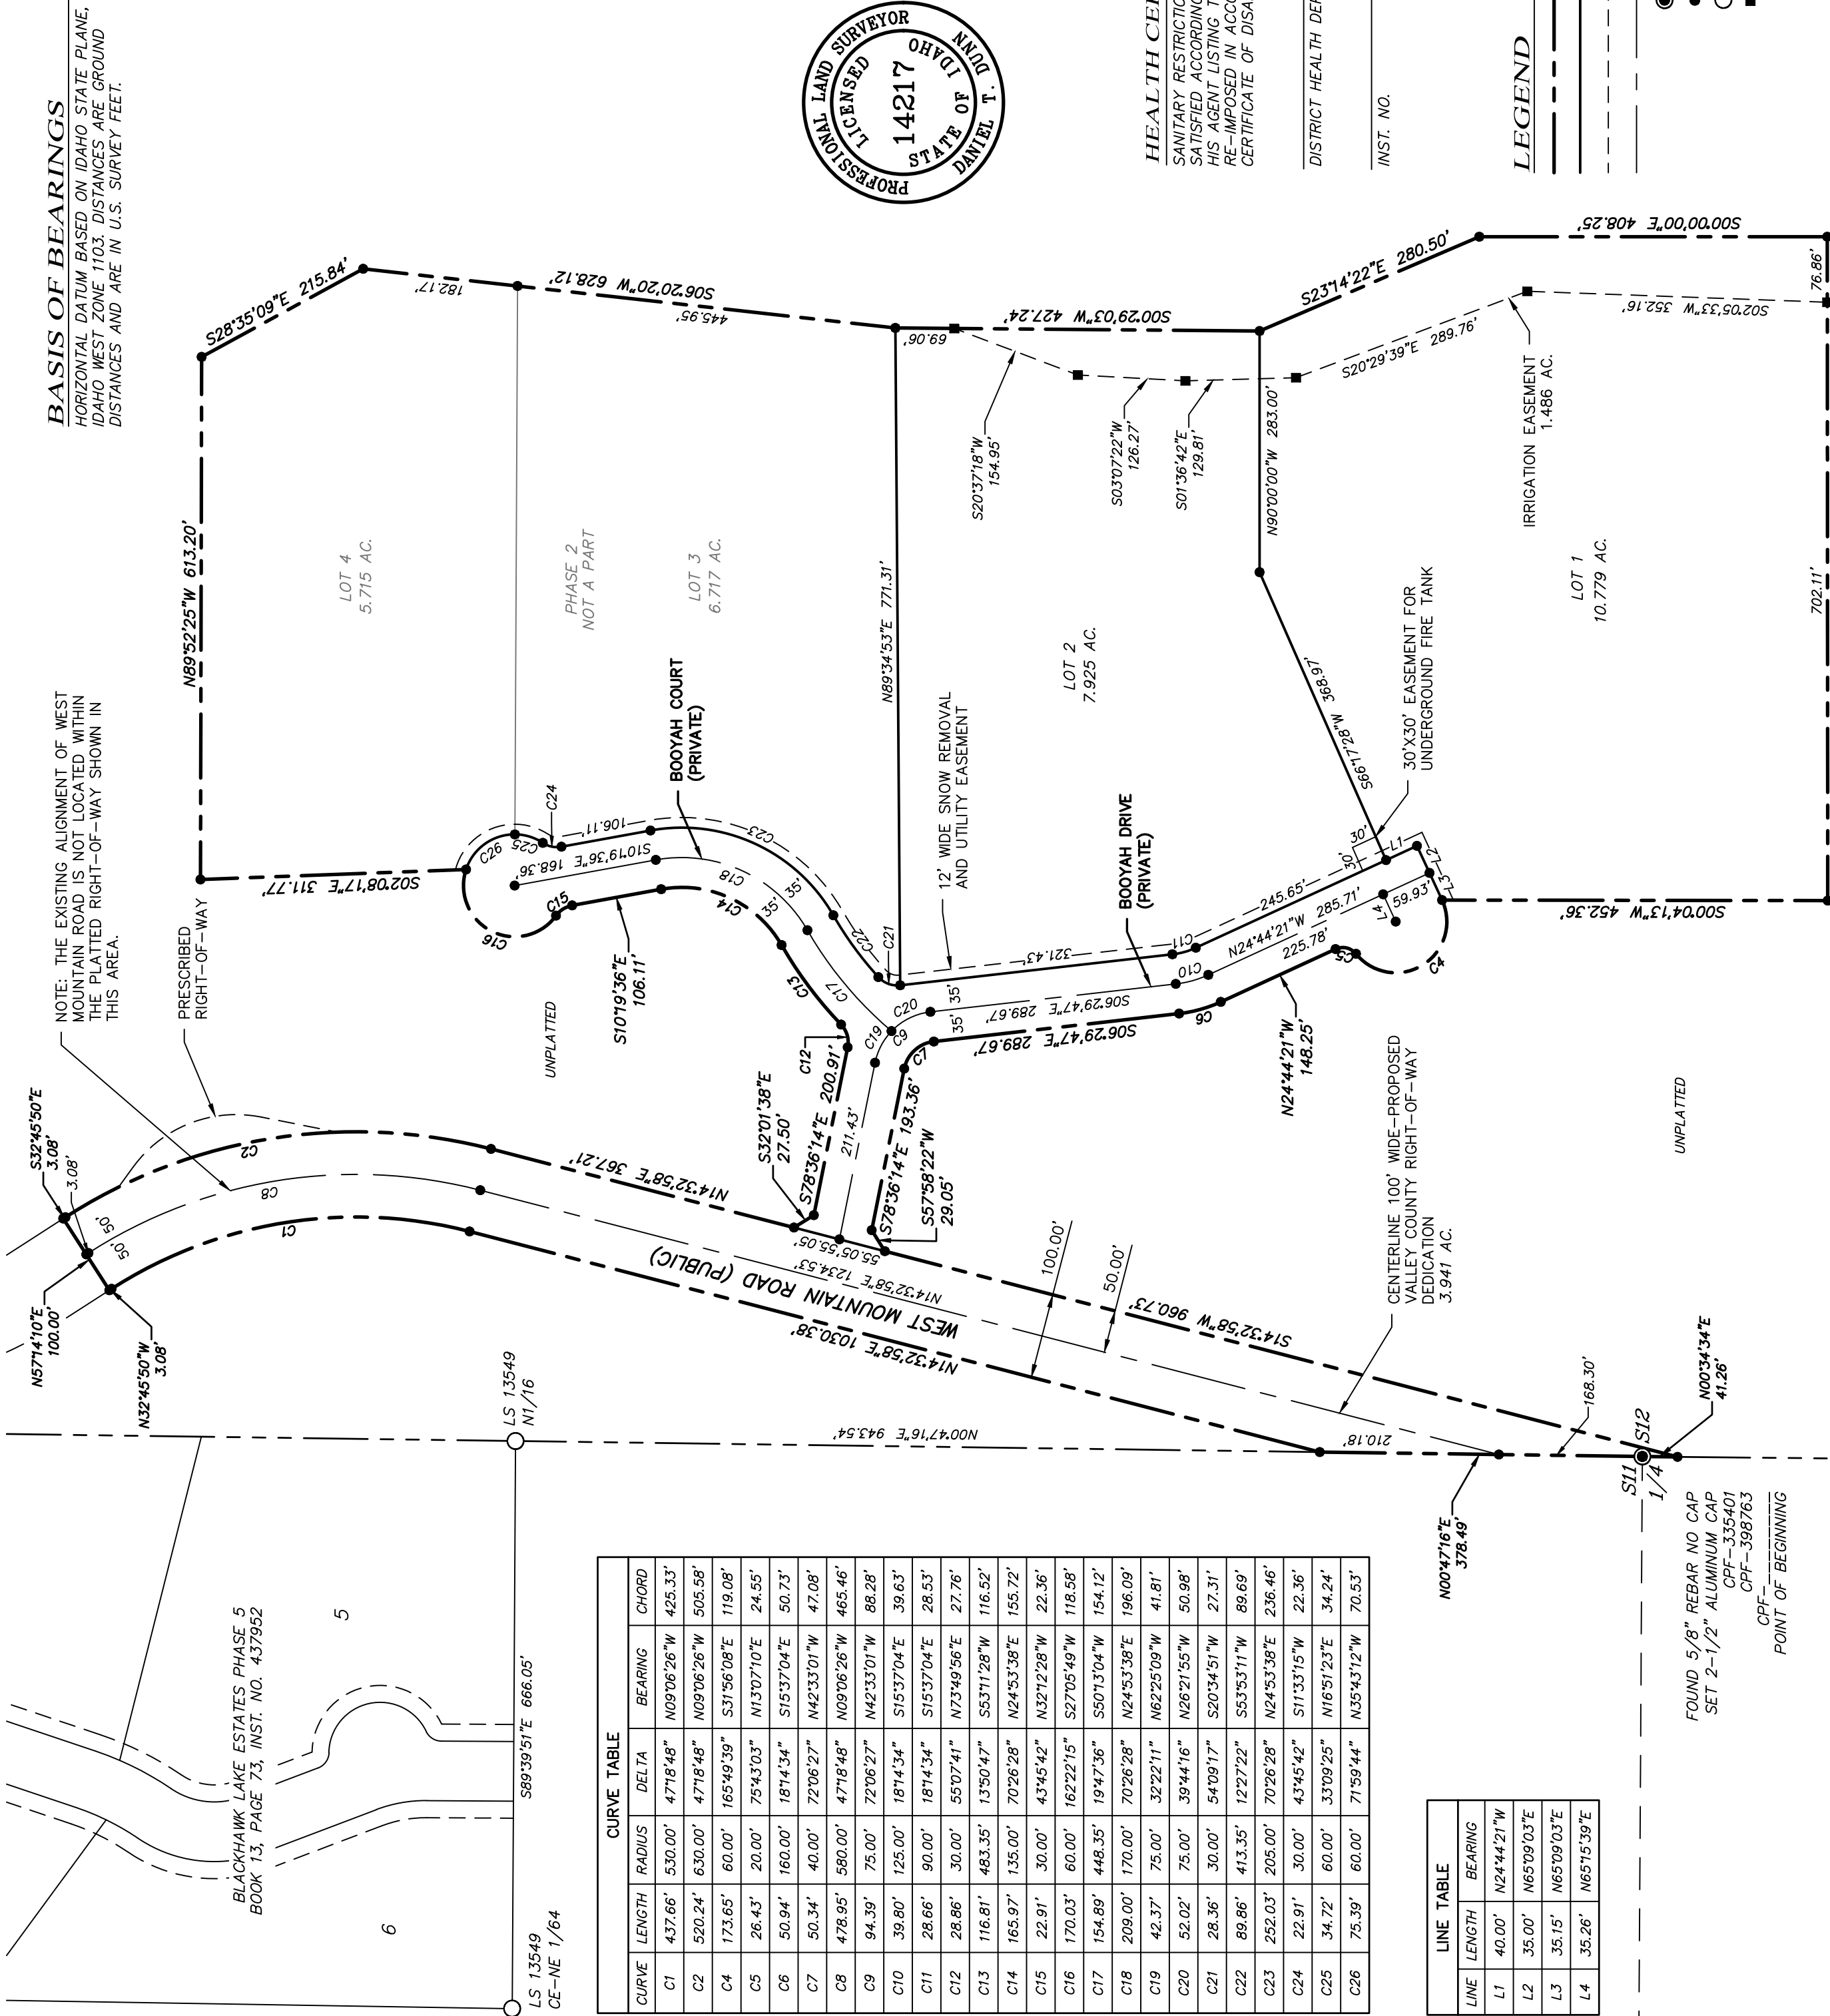 BASIS OF BEARINGS
HORIZONTAL DATUM BASED ON IDAHO STATE PLANE,
IDAHO WEST ZONE 1103. DISTANCES ARE GROUND
DISTANCES AND ARE IN U.S. SURVEY FEET.
PROFESSIONAL LAND SURVEYOR
LICENSED
14217
STATE OF IDAHO
DANIEL T. DUNN
HEALTH CER
SANITARY RESTRICTIO
SATISFIED ACCORDING
HIS AGENT LISTING T
RE-IMPOSED IN ACCO
CERTIFICATE OF DISA
DISTRICT HEALTH DEP
INST. NO.
LEGEND
NOTE: THE EXISTING ALIGNMENT OF WEST
MOUNTAIN ROAD IS NOT LOCATED WITHIN
THE PLATTED RIGHT-OF-WAY SHOWN IN
THIS AREA.
PRESCRIBED
RIGHT-OF-WAY
N89°52'25"W 613.20'
S28°35'09"E 215.84'
182.17'
S06°20'20"W 628.12'
445.95'
69.06'
S00°29'03"W 427.24'
S23°14'22"E 280.50'
S00°00'00"E 408.25'
76.86'
S02°05'33"W 352.16'
S20°29'39"E 289.76'
S20°37'18"W
154.95'
S03°07'22"W
126.27'
S01°36'42"E
129.81'
N90°00'00"W 283.00'
IRRIGATION EASEMENT
1.486 AC.
LOT 4
5.715 AC.
PHASE 2
NOT A PART
LOT 3
6.717 AC.
N89°34'53"E 771.31'
LOT 2
7.925 AC.
LOT 1
10.779 AC.
702.11'
S66°17'28"W 368.97'
30'X30' EASEMENT FOR
UNDERGROUND FIRE TANK
30'
30'
BOOYAH COURT
(PRIVATE)
12' WIDE SNOW REMOVAL
AND UTILITY EASEMENT
BOOYAH DRIVE
(PRIVATE)
S02°08'17"E 311.77'
C26
C25
C24
106.11'
C23
S10°19'36"E 168.36'
C18
35'
35'
C15
C16
C14
S10°19'36"E
106.11'
C13
C17
C22
C21
C12
C19
C20
C9
C7
35'
35'
321.43'
S06°29'47"E 289.67'
S06°29'47"E 289.67'
C11
C10
C6
245.65'
N24°44'21"W 285.71'
225.78'
59.93'
L1
L2
L3
L4
C5
C4
N24°44'21"W
148.25'
S00°04'13"W 452.36'
UNPLATTED
UNPLATTED
S32°45'50"E
3.08'
3.08'
50'
50'
N57°14'10"E
100.00'
N32°45'50"W
3.08'
C2
C8
C1
N14°32'58"E 367.21'
S32°01'38"E
27.50'
S78°36'14"E 200.91'
211.43'
S78°36'14"E 193.36'
S57°58'22"W
29.05'
55.05'
55.05'
N14°32'58"E 1234.53'
WEST MOUNTAIN ROAD (PUBLIC)
N14°32'58"E 1030.38'
100.00'
50.00'
S14°32'58"W 960.73'
CENTERLINE 100' WIDE-PROPOSED
VALLEY COUNTY RIGHT-OF-WAY
DEDICATION
3.941 AC.
168.30'
N00°34'34"E
41.26'
LS 13549
N1/16
N00°47'16"E 943.54'
210.18'
N00°47'16"E
378.49'
S11
S12
1/4
FOUND 5/8" REBAR NO CAP
SET 2-1/2" ALUMINUM CAP
CPF-335401
CPF-398763
CPF-
POINT OF BEGINNING
BLACKHAWK LAKE ESTATES PHASE 5
BOOK 13, PAGE 73, INST. NO. 437952
5
6
S89°39'51"E 666.05'
LS 13549
CE-NE 1/64
CURVE TABLE
CURVE LENGTH RADIUS DELTA BEARING CHORD
C1 437.66' 530.00' 47°18'48" N09°06'26"W 425.33'
C2 520.24' 630.00' 47°18'48" N09°06'26"W 505.58'
C4 173.65' 60.00' 165°49'39" S31°56'08"E 119.08'
C5 26.43' 20.00' 75°43'03" N13°07'10"E 24.55'
C6 50.94' 160.00' 18°14'34" S15°37'04"E 50.73'
C7 50.34' 40.00' 72°06'27" N42°33'01"W 47.08'
C8 478.95' 580.00' 47°18'48" N09°06'26"W 465.46'
C9 94.39' 75.00' 72°06'27" N42°33'01"W 88.28'
C10 39.80' 125.00' 18°14'34" S15°37'04"E 39.63'
C11 28.66' 90.00' 18°14'34" S15°37'04"E 28.53'
C12 28.86' 30.00' 55°07'41" N73°49'56"E 27.76'
C13 116.81' 483.35' 13°50'47" S53°11'28"W 116.52'
C14 165.97' 135.00' 70°26'28" N24°53'38"E 155.72'
C15 22.91' 30.00' 43°45'42" N32°12'28"W 22.36'
C16 170.03' 60.00' 162°22'15" S27°05'49"W 118.58'
C17 154.89' 448.35' 19°47'36" S50°13'04"W 154.12'
C18 209.00' 170.00' 70°26'28" N24°53'38"E 196.09'
C19 42.37' 75.00' 32°22'11" N62°25'09"W 41.81'
C20 52.02' 75.00' 39°44'16" N26°21'55"W 50.98'
C21 28.36' 30.00' 54°09'17" S20°34'51"W 27.31'
C22 89.86' 413.35' 12°27'22" S53°53'11"W 89.69'
C23 252.03' 205.00' 70°26'28" N24°53'38"E 236.46'
C24 22.91' 30.00' 43°45'42" S11°33'15"W 22.36'
C25 34.72' 60.00' 33°09'25" N16°51'23"E 34.24'
C26 75.39' 60.00' 71°59'44" N35°43'12"W 70.53'
LINE TABLE
LINE LENGTH BEARING
L1 40.00' N24°44'21"W
L2 35.00' N65°09'03"E
L3 35.15' N65°09'03"E
L4 35.26' N65°15'39"E